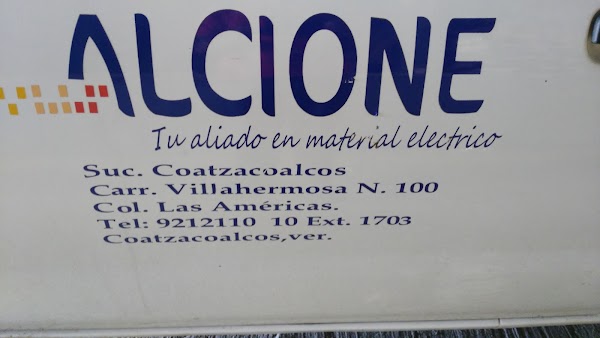 ALCIONE
Tu aliado en material electrico
Suc. Coatzacoalcos
Carr. Villahermosa N. 100
Col. Las Américas.
Tel: 9212110 10 Ext. 1703
Coatzacoalcos,ver.